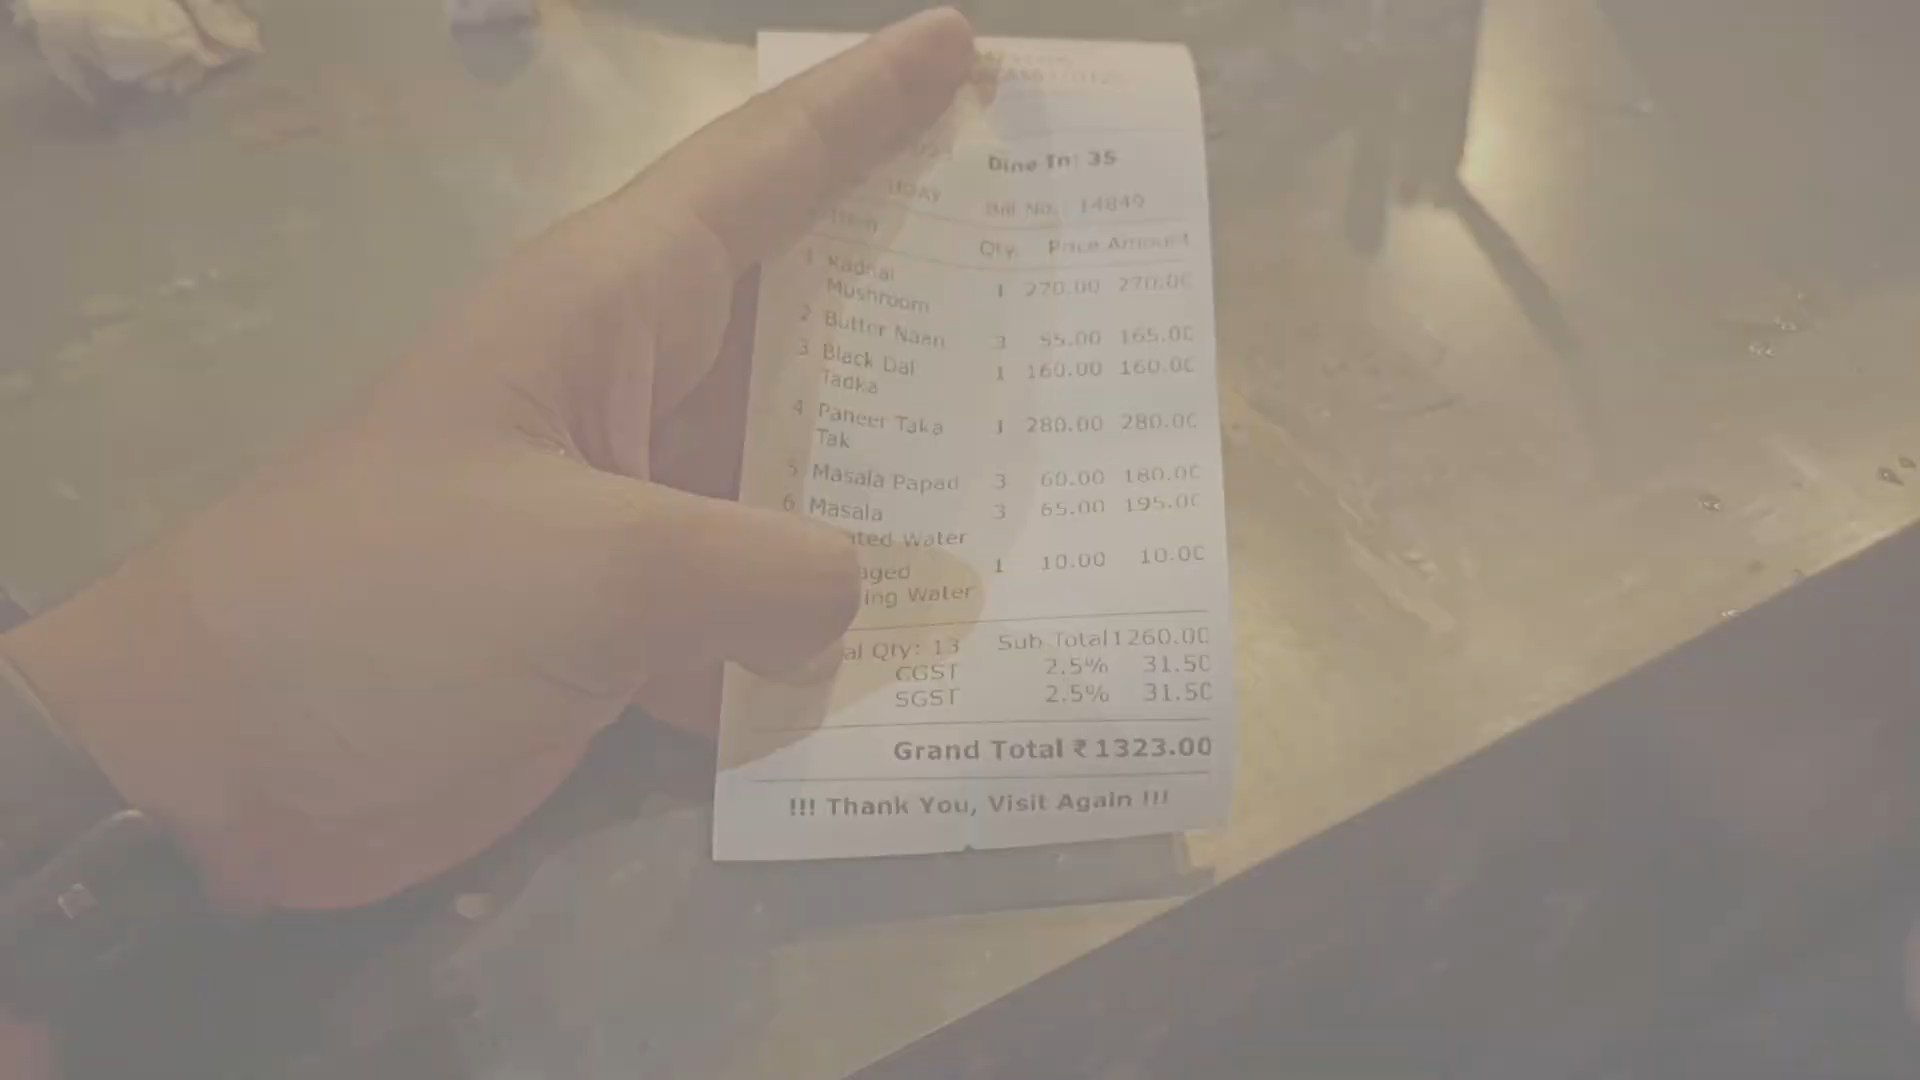 Dine In: 35
Bill No.: 14849
Item Qty. Price Amount
1 Kadhai Mushroom 1 270.00 270.00
2 Butter Naan 3 55.00 165.00
3 Black Dal Tadka 1 160.00 160.00
4 Paneer Taka Tak 1 280.00 280.00
5 Masala Papad 3 60.00 180.00
6 Masala 3 65.00 195.00
Water
1 10.00 10.00
Water
Qty: 13 Sub Total 1260.00
CGST 2.5% 31.50
SGST 2.5% 31.50
Grand Total ₹ 1323.00
!!! Thank You, Visit Again !!!